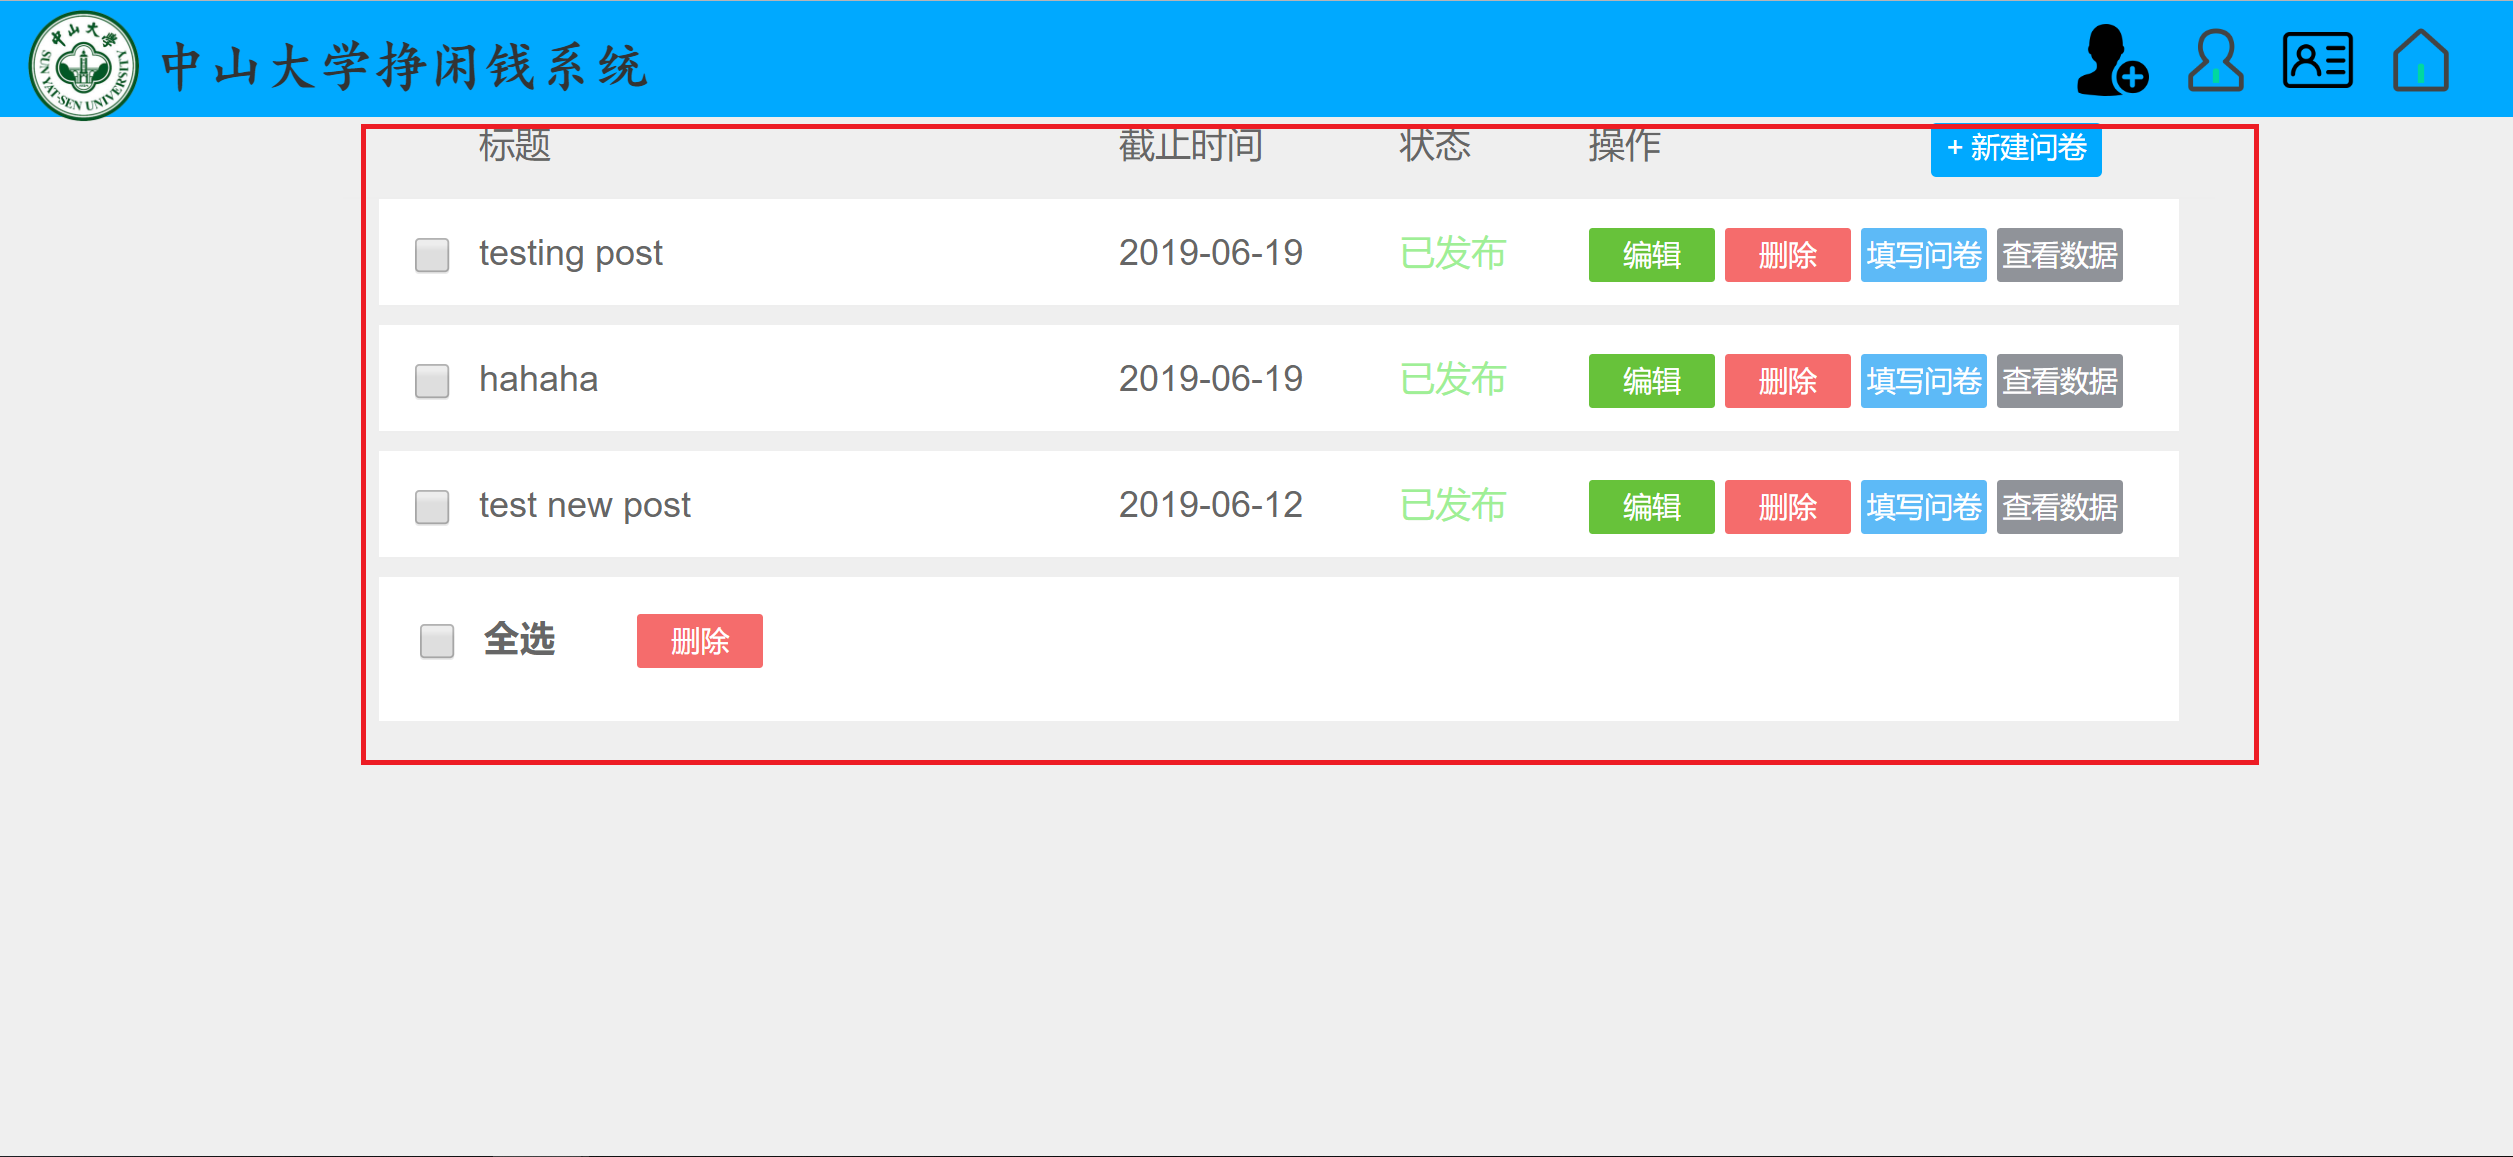 中山大学 SUN YAT-SEN UNIVERSITY
中山大学挣闲钱系统
标题 截止时间 状态 操作 + 新建问卷
testing post 2019-06-19 已发布 编辑 删除 填写问卷 查看数据
hahaha 2019-06-19 已发布 编辑 删除 填写问卷 查看数据
test new post 2019-06-12 已发布 编辑 删除 填写问卷 查看数据
全选 删除